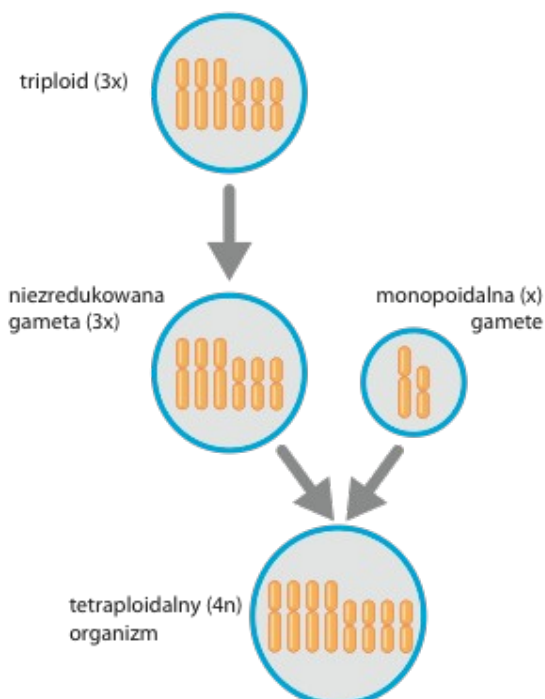 triploid (3x)
niezredukowana
gameta (3x)
monopoidalna (x)
gamete
tetraploidalny (4n)
organizm